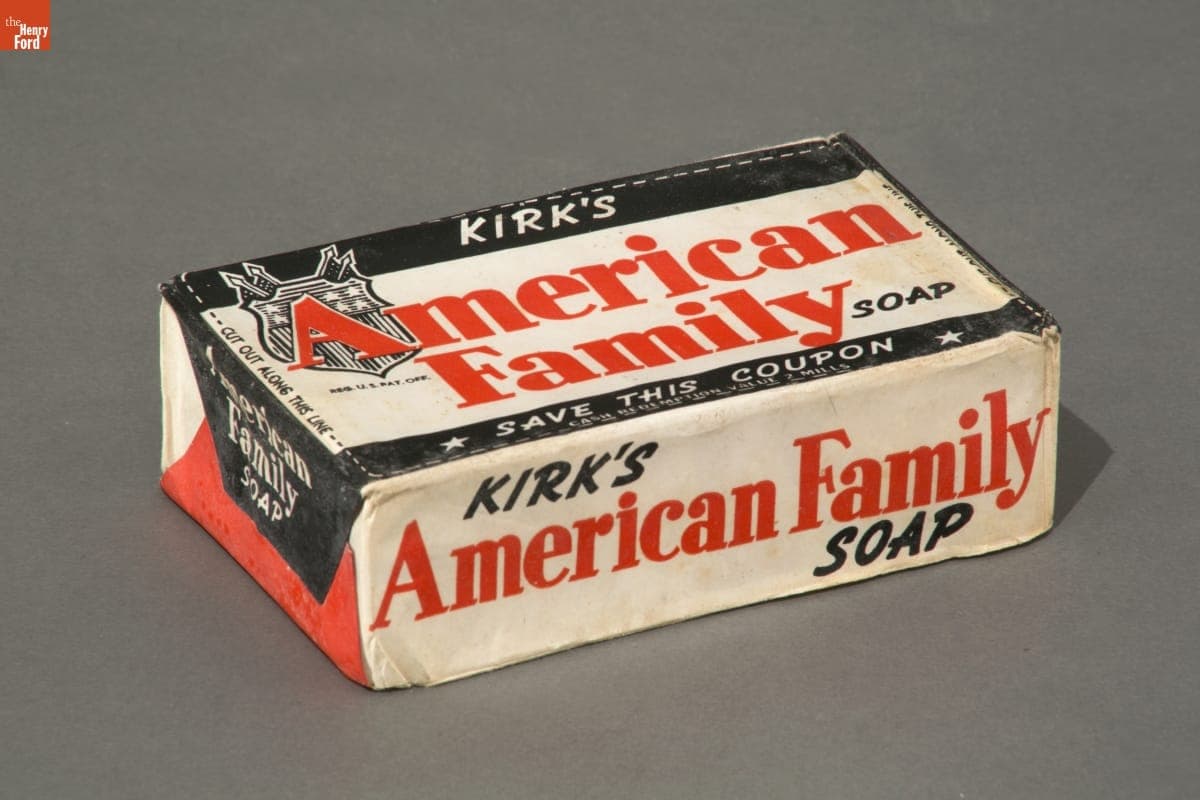 the
Henry
Ford
KIRK'S
American
Family SOAP
REG. U.S. PAT. OFF.
CUT OUT ALONG THIS LINE
★ SAVE THIS COUPON ★
CASH REDEMPTION VALUE 2 MILLS
American
Family
SOAP
KIRK'S
American Family
SOAP